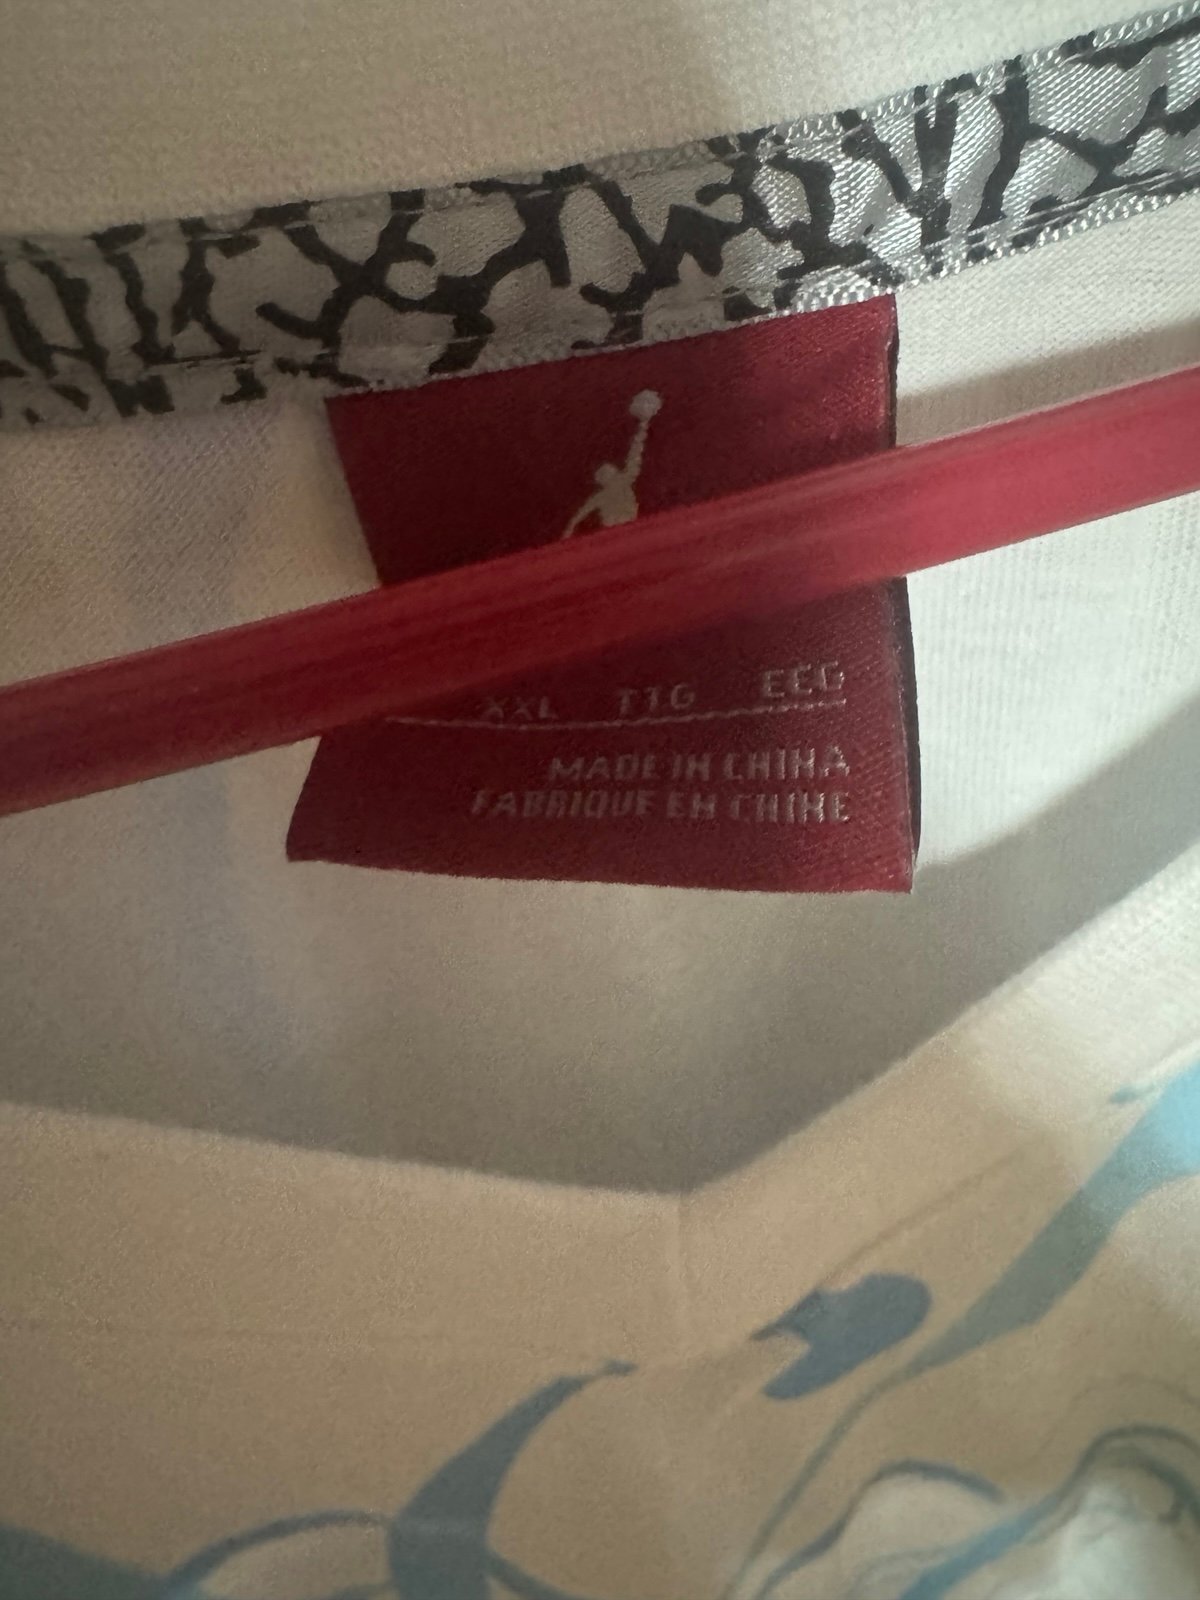 XXL TTG EEG
MADE IN CHINA
FABRIQUE EN CHINE